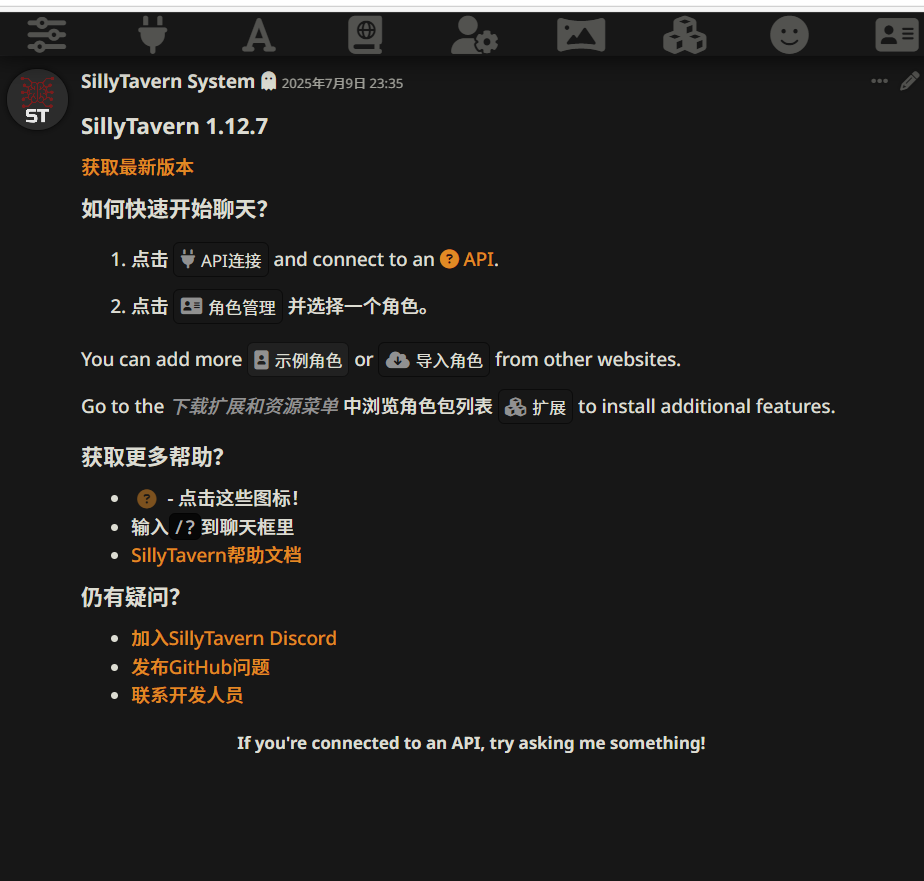 SillyTavern System 2025年7月9日 23:35
ST
SillyTavern 1.12.7
获取最新版本
如何快速开始聊天?
1. 点击 API连接 and connect to an ? API.
2. 点击 角色管理 并选择一个角色。
You can add more 示例角色 or 导入角色 from other websites.
Go to the 下载扩展和资源菜单 中浏览角色包列表 扩展 to install additional features.
获取更多帮助?
? - 点击这些图标!
输入 /? 到聊天框里
SillyTavern帮助文档
仍有疑问?
加入SillyTavern Discord
发布GitHub问题
联系开发人员
If you're connected to an API, try asking me something!